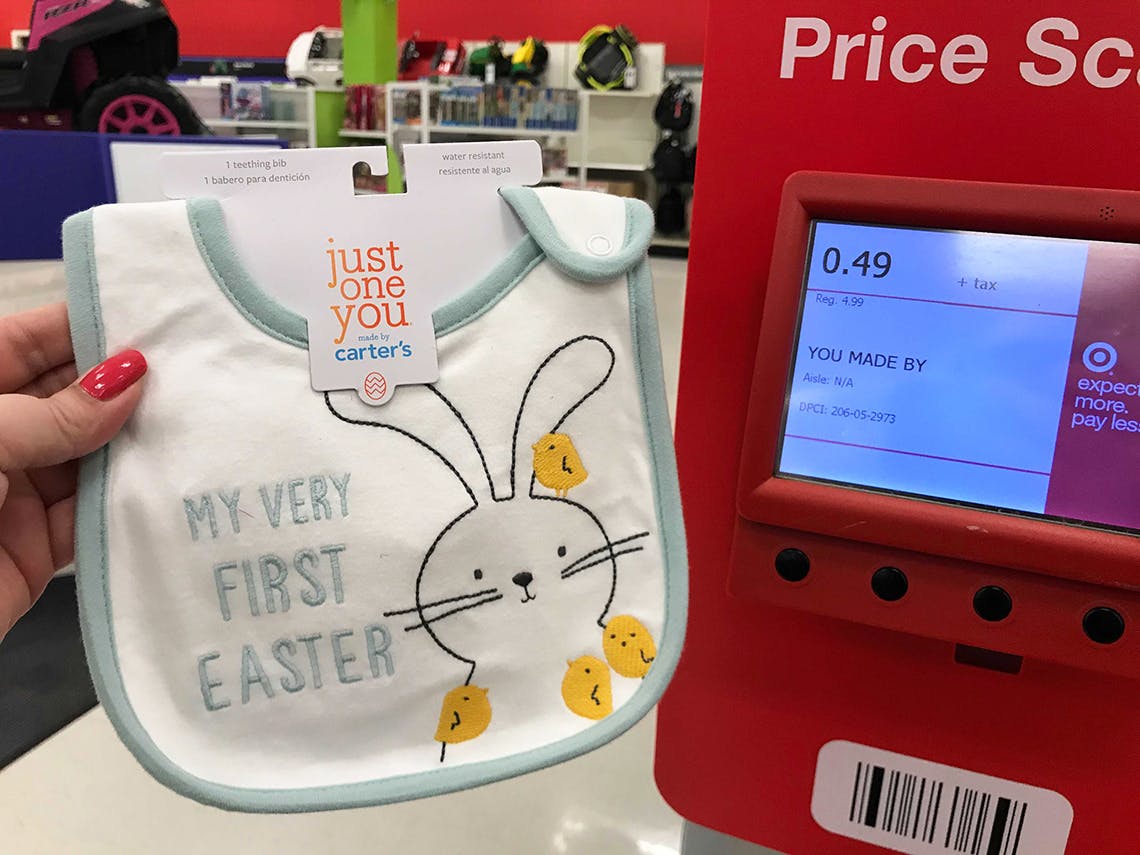 1 teething bib
1 babero para dentición
water resistant
resistente al agua
just
one
you
made by
carter's
MY VERY
FIRST
EASTER
Price Sc
0.49
+ tax
Reg. 4.99
YOU MADE BY
Aisle: N/A
DPCI: 206-05-2973
expect
more.
pay less